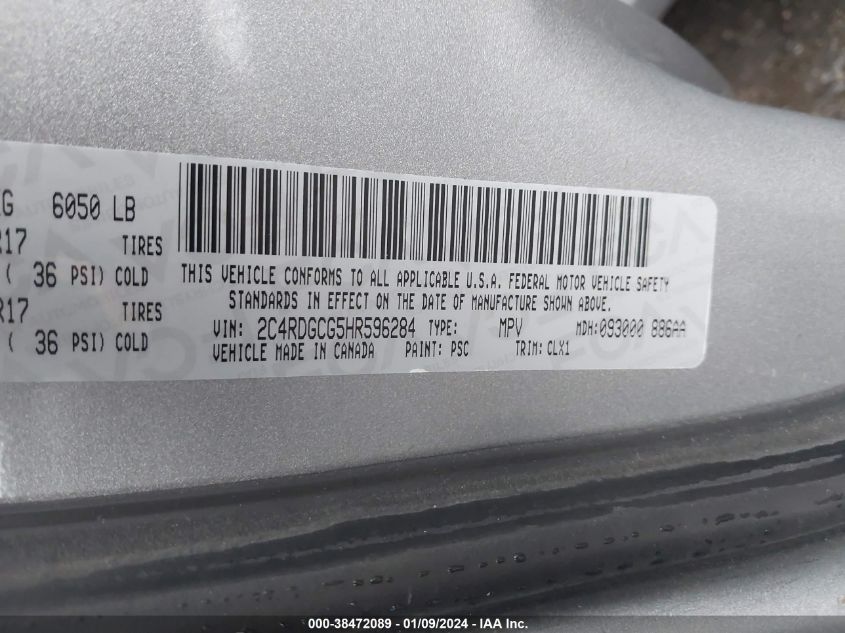 KG 6050 LB
R17 TIRES
( 36 PSI) COLD
R17 TIRES
( 36 PSI) COLD
THIS VEHICLE CONFORMS TO ALL APPLICABLE U.S.A. FEDERAL MOTOR VEHICLE SAFETY
STANDARDS IN EFFECT ON THE DATE OF MANUFACTURE SHOWN ABOVE.
VIN: 2C4RDGCG5HR596284 TYPE: MPV MDH:093000 886AA
VEHICLE MADE IN CANADA PAINT: PSC TRIM: CLX1
000-38472089 - 01/09/2024 - IAA Inc.